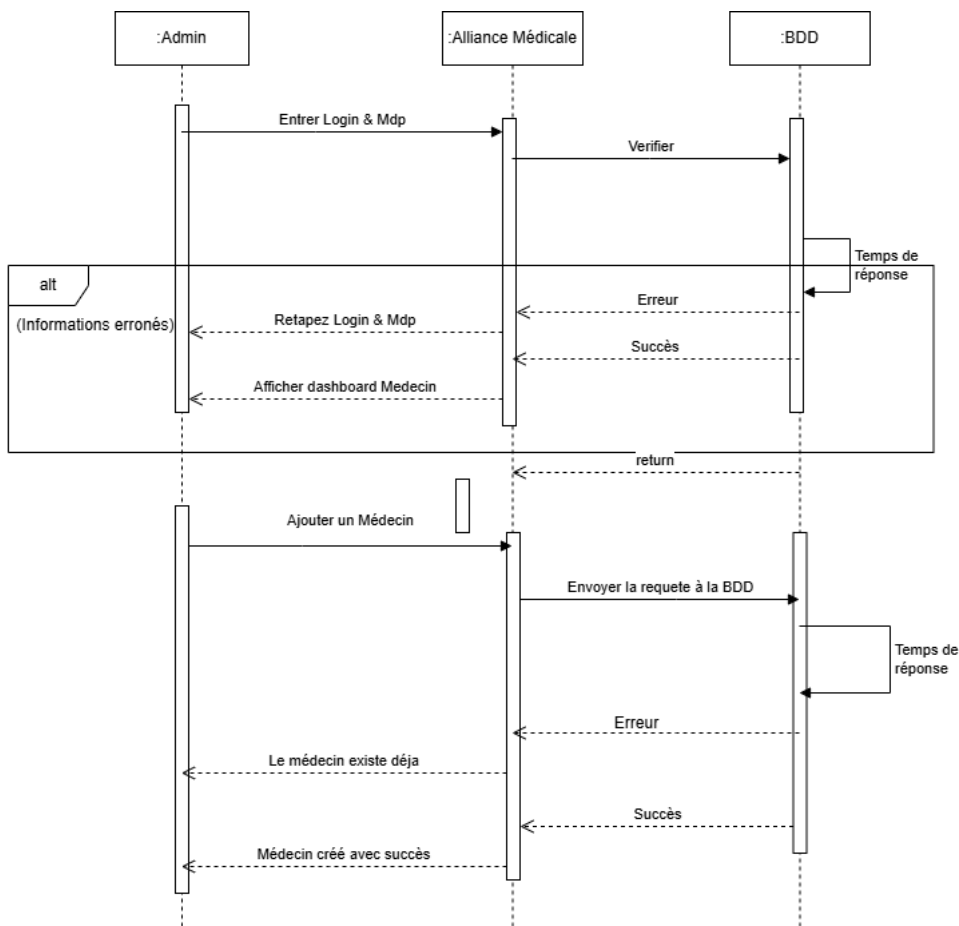 :Admin
:Alliance Médicale
:BDD
Entrer Login & Mdp
Verifier
Temps de
réponse
alt
(Informations erronés)
Erreur
Retapez Login & Mdp
Succès
Afficher dashboard Medecin
return
Ajouter un Médecin
Envoyer la requete à la BDD
Temps de
réponse
Erreur
Le médecin existe déja
Succès
Médecin créé avec succès